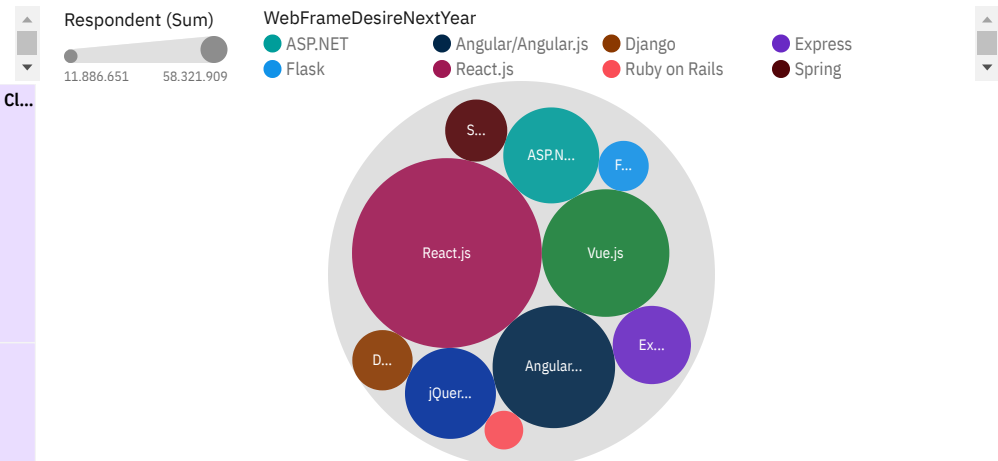 Respondent (Sum)
11.886.651 58.321.909
WebFrameDesireNextYear
ASP.NET Angular/Angular.js Django Express
Flask React.js Ruby on Rails Spring
Cl...
S...
ASP.N...
F...
React.js
Vue.js
Ex...
D...
Angular...
jQuer...